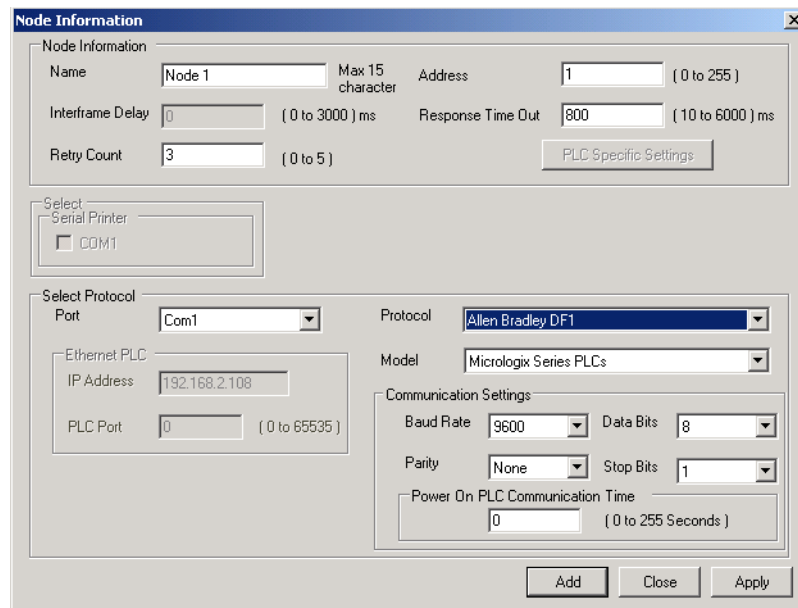 Node Information
Node Information
Name Node 1 Max 15 character Address 1 ( 0 to 255 )
Interframe Delay 0 ( 0 to 3000 ) ms Response Time Out 800 ( 10 to 6000 ) ms
Retry Count 3 ( 0 to 5 ) PLC Specific Settings
Select
Serial Printer
COM1
Select Protocol
Port Com1 Protocol Allen Bradley DF1
Ethernet PLC
IP Address 192.168.2.108
PLC Port 0 ( 0 to 65535 )
Model Micrologix Series PLCs
Communication Settings
Baud Rate 9600 Data Bits 8
Parity None Stop Bits 1
Power On PLC Communication Time
0 ( 0 to 255 Seconds )
Add Close Apply